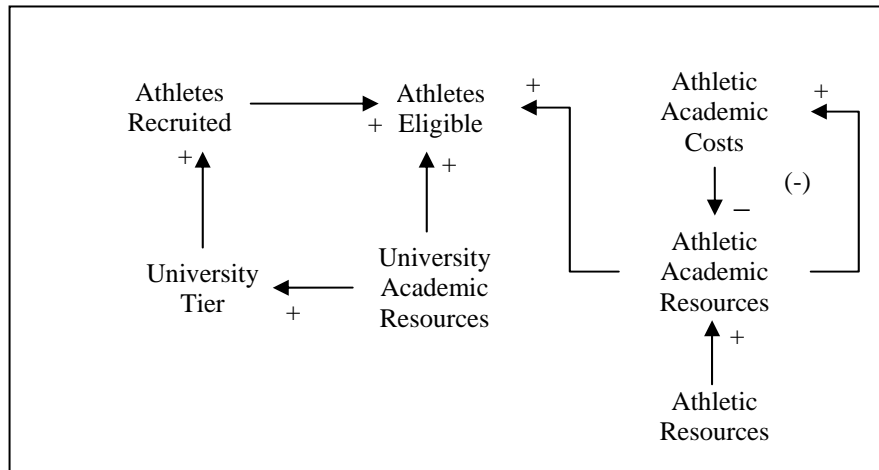 Athletes
Recruited
+
+
Athletes
Eligible
+
+
University
Tier
+
University
Academic
Resources
Athletic
Academic
Costs
+
(-)
–
Athletic
Academic
Resources
+
Athletic
Resources